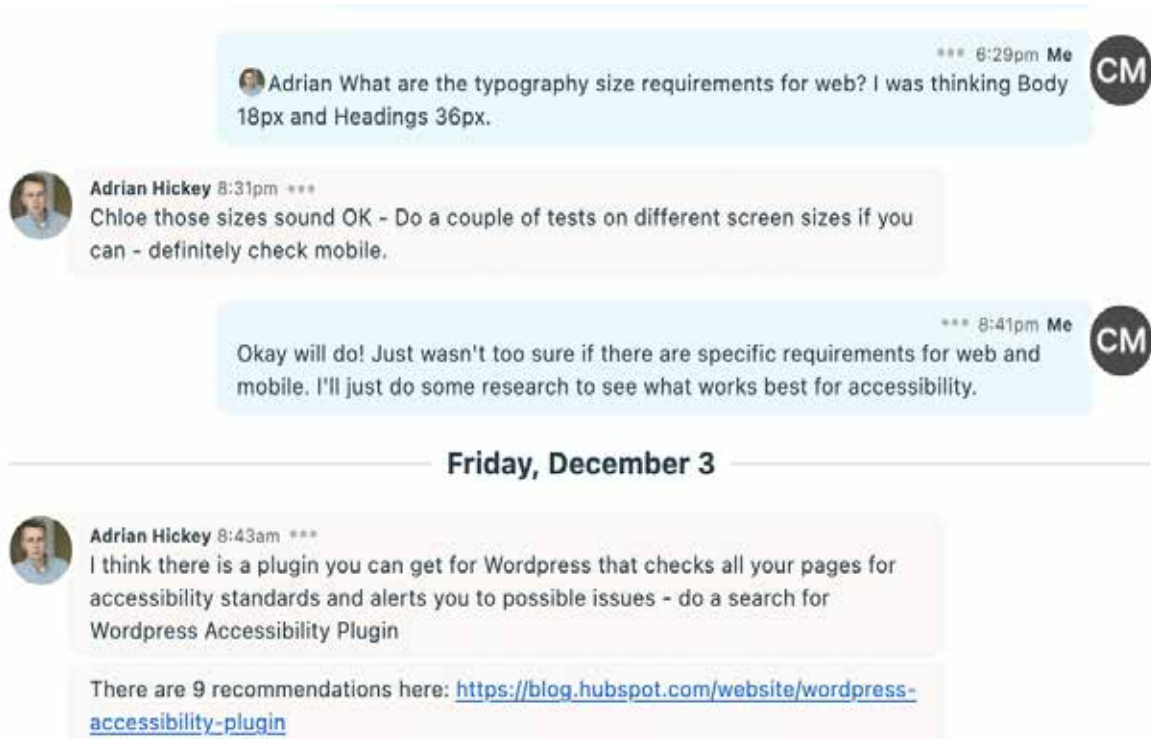 *** 6:29pm Me
CM
Adrian What are the typography size requirements for web? I was thinking Body
18px and Headings 36px.
Adrian Hickey 8:31pm ***
Chloe those sizes sound OK - Do a couple of tests on different screen sizes if you
can - definitely check mobile.
*** 8:41pm Me
CM
Okay will do! Just wasn't too sure if there are specific requirements for web and
mobile. I'll just do some research to see what works best for accessibility.
Friday, December 3
Adrian Hickey 8:43am ***
I think there is a plugin you can get for Wordpress that checks all your pages for
accessibility standards and alerts you to possible issues - do a search for
Wordpress Accessibility Plugin
There are 9 recommendations here: https://blog.hubspot.com/website/wordpress-
accessibility-plugin